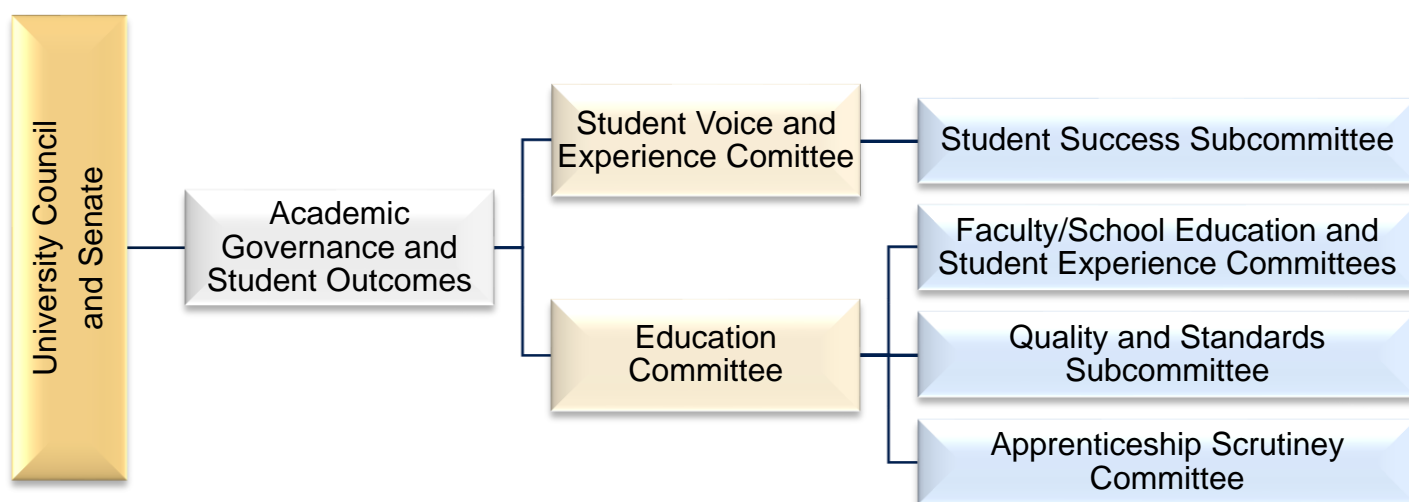 University Council
and Senate
Academic
Governance and
Student Outcomes
Student Voice and
Experience Comittee
Education
Committee
Student Success Subcommittee
Faculty/School Education and
Student Experience Committees
Quality and Standards
Subcommittee
Apprenticeship Scrutiney
Committee